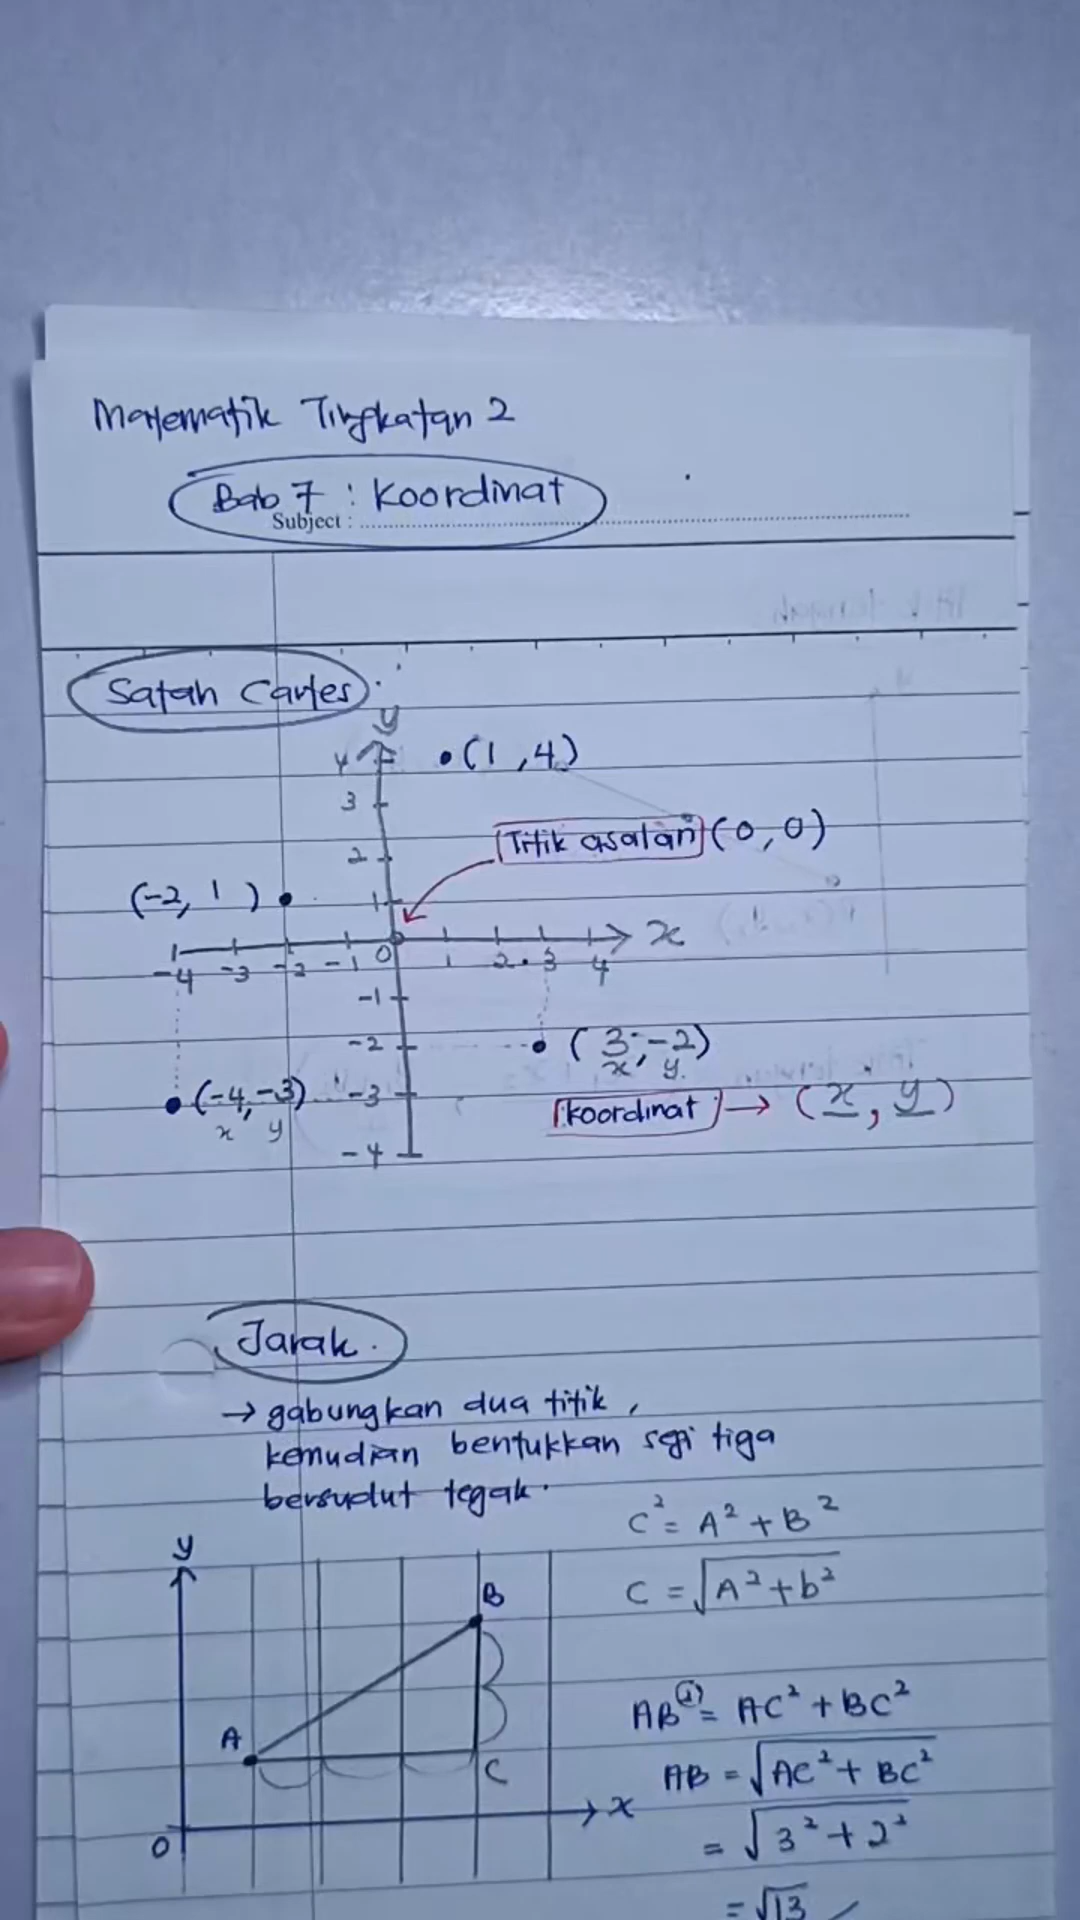 Matematik Tingkatan 2
Bab 7 : Koordinat
Subject :
Satah Cartes
y
4
(1, 4)
3
Titik asalan (0, 0)
2
(-2, 1)
1
x
-4 -3 -2 -1 0 1 2 3 4
-1
-2
(3, -2)
x y
(-4, -3)
-3
x y
koordinat → (x, y)
-4
Jarak
→ gabungkan dua titik,
kemudian bentukkan segi tiga
bersudut tegak.
C² = A² + B²
C = √A² + b²
y
B
A
C
x
0
AB² = AC² + BC²
AB = √AC² + BC²
= √3² + 2²
= √13